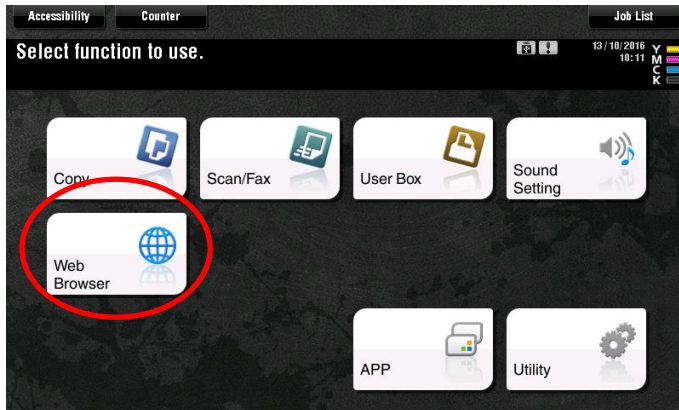 Accessibility
Counter
Job List
Select function to use.
13/10/2016
10:11
Y
M
C
K
Copy
Scan/Fax
User Box
Sound
Setting
Web
Browser
APP
Utility